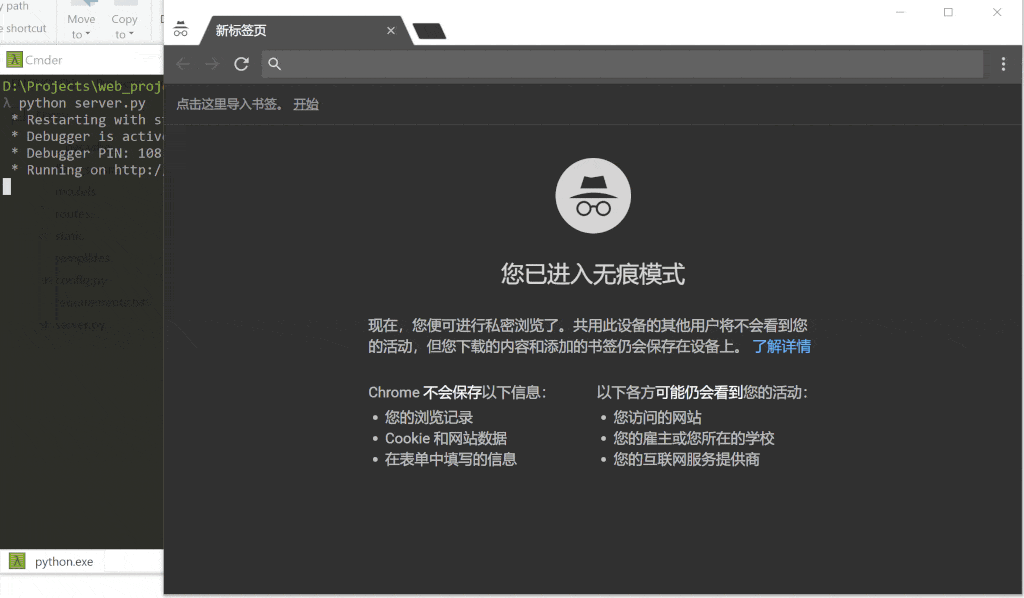 y path
e shortcut
Move
to
Copy
to
Cmder
D:\Projects\web_proj
λ python server.py
* Restarting with st
* Debugger is active
* Debugger PIN: 108
* Running on http:/
models
routes
static
templates
config.py
requirements.txt
server.py
python.exe
新标签页
点击这里导入书签。 开始
您已进入无痕模式
现在，您便可进行私密浏览了。共用此设备的其他用户将不会看到您
的活动，但您下载的内容和添加的书签仍会保存在设备上。 了解详情
Chrome 不会保存以下信息：
• 您的浏览记录
• Cookie 和网站数据
• 在表单中填写的信息
以下各方可能仍会看到您的活动：
• 您访问的网站
• 您的雇主或您所在的学校
• 您的互联网服务提供商